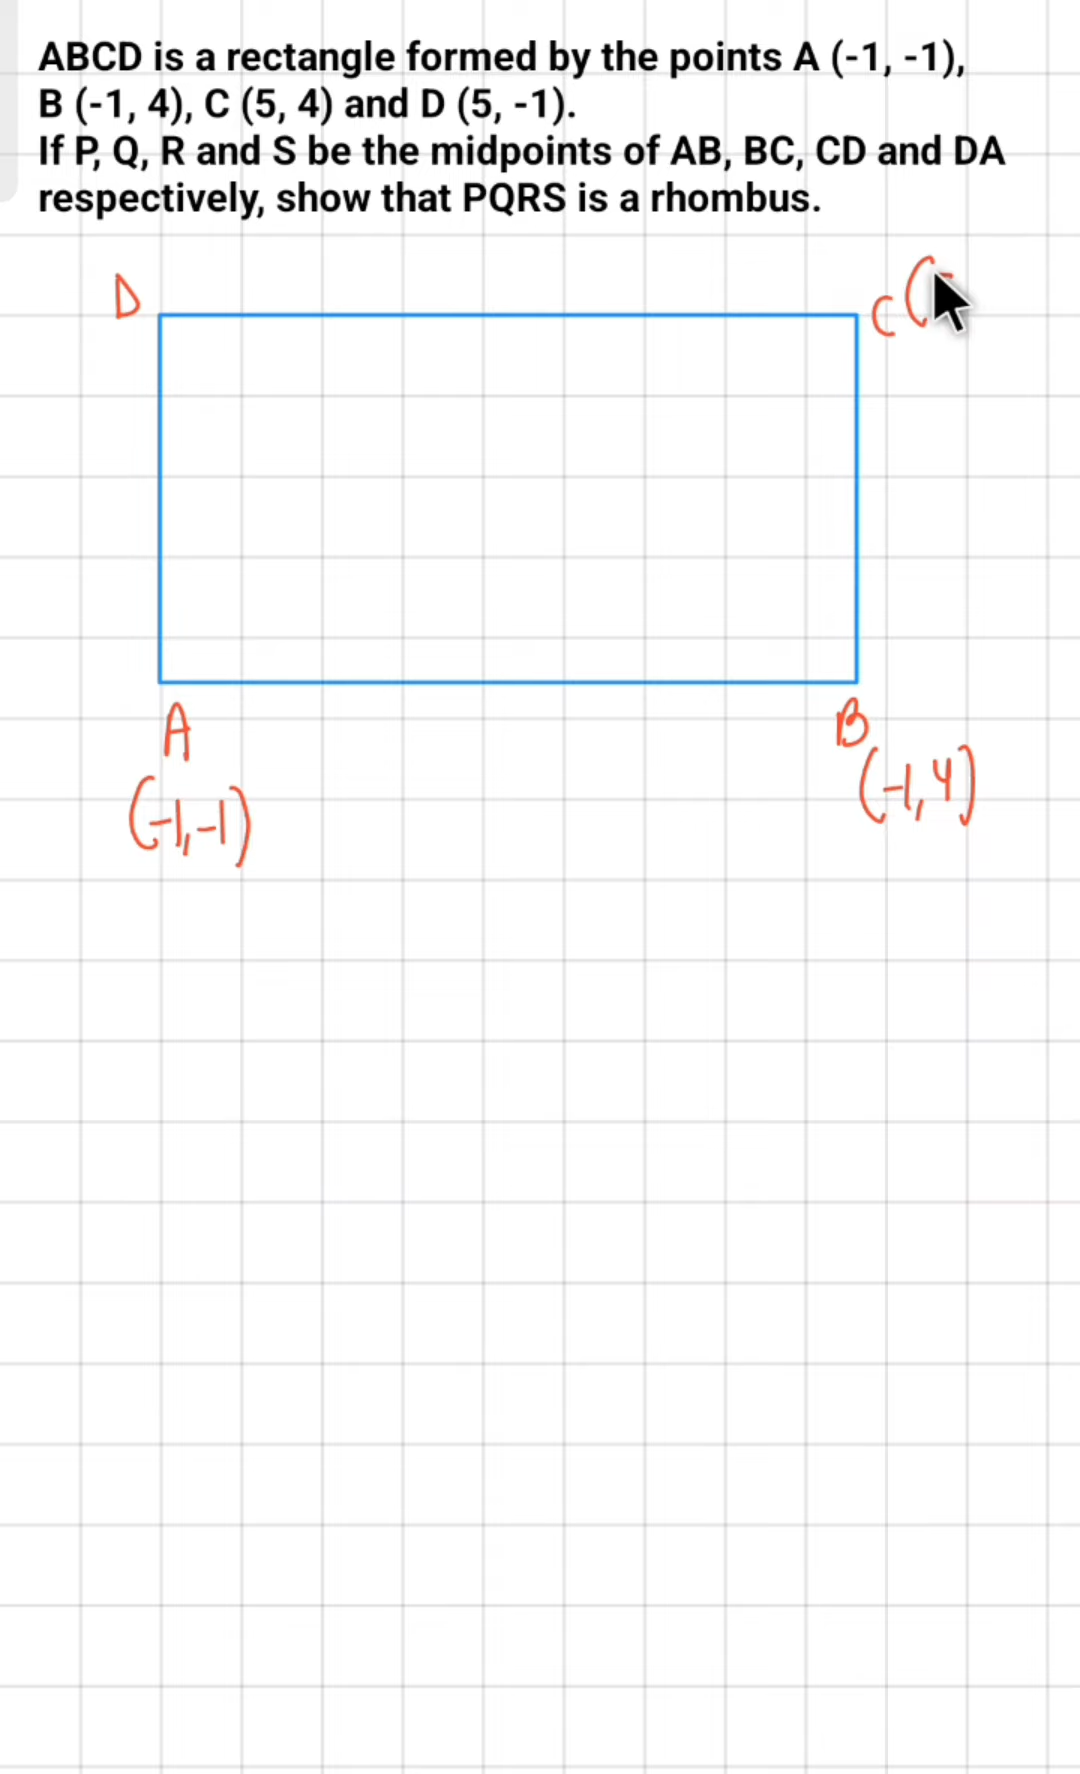 ABCD is a rectangle formed by the points A (-1, -1),
B (-1, 4), C (5, 4) and D (5, -1).
If P, Q, R and S be the midpoints of AB, BC, CD and DA
respectively, show that PQRS is a rhombus.
D
C (
A
B
(-1,4)
(-1,-1)